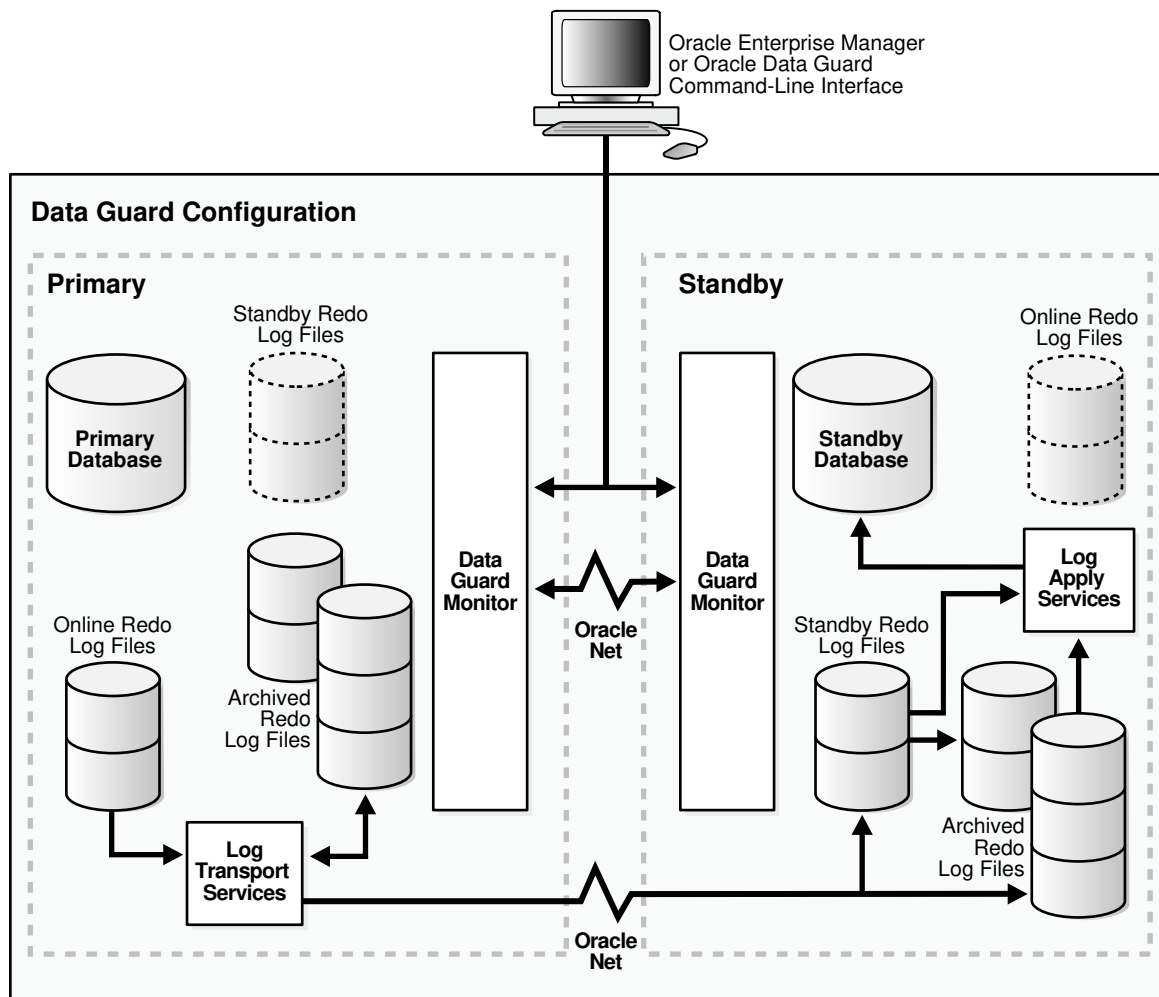 Oracle Enterprise Manager
or Oracle Data Guard
Command-Line Interface
Data Guard Configuration
Primary
Standby Redo
Log Files
Primary
Database
Online Redo
Log Files
Archived
Redo
Log Files
Data
Guard
Monitor
Log
Transport
Services
Oracle
Net
Oracle
Net
Standby
Data
Guard
Monitor
Standby
Database
Online Redo
Log Files
Log
Apply
Services
Standby Redo
Log Files
Archived
Redo
Log Files